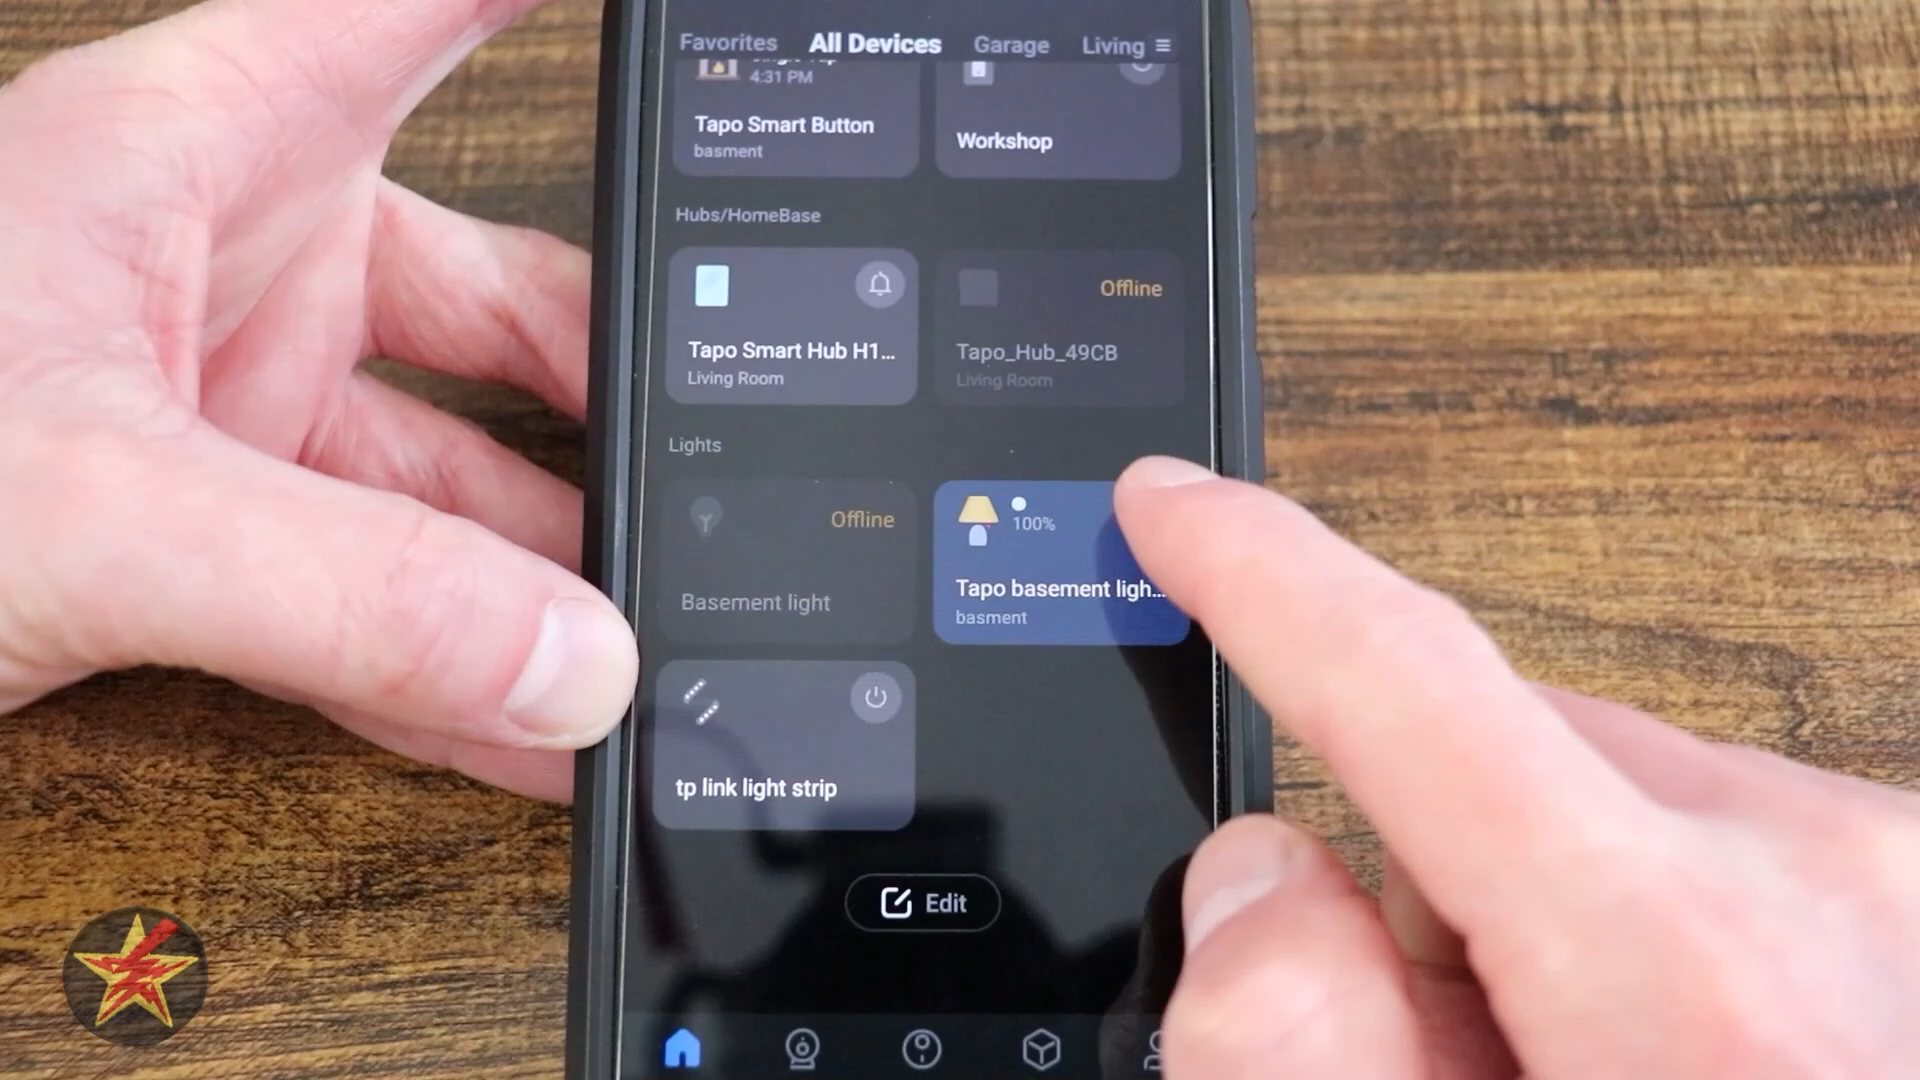 Favorites All Devices Garage Living
4:31 PM
Tapo Smart Button
basment
Workshop
Hubs/HomeBase
Tapo Smart Hub H1...
Living Room
Offline
Tapo_Hub_49CB
Living Room
Lights
Offline
Basement light
100%
Tapo basement ligh...
basment
tp link light strip
Edit